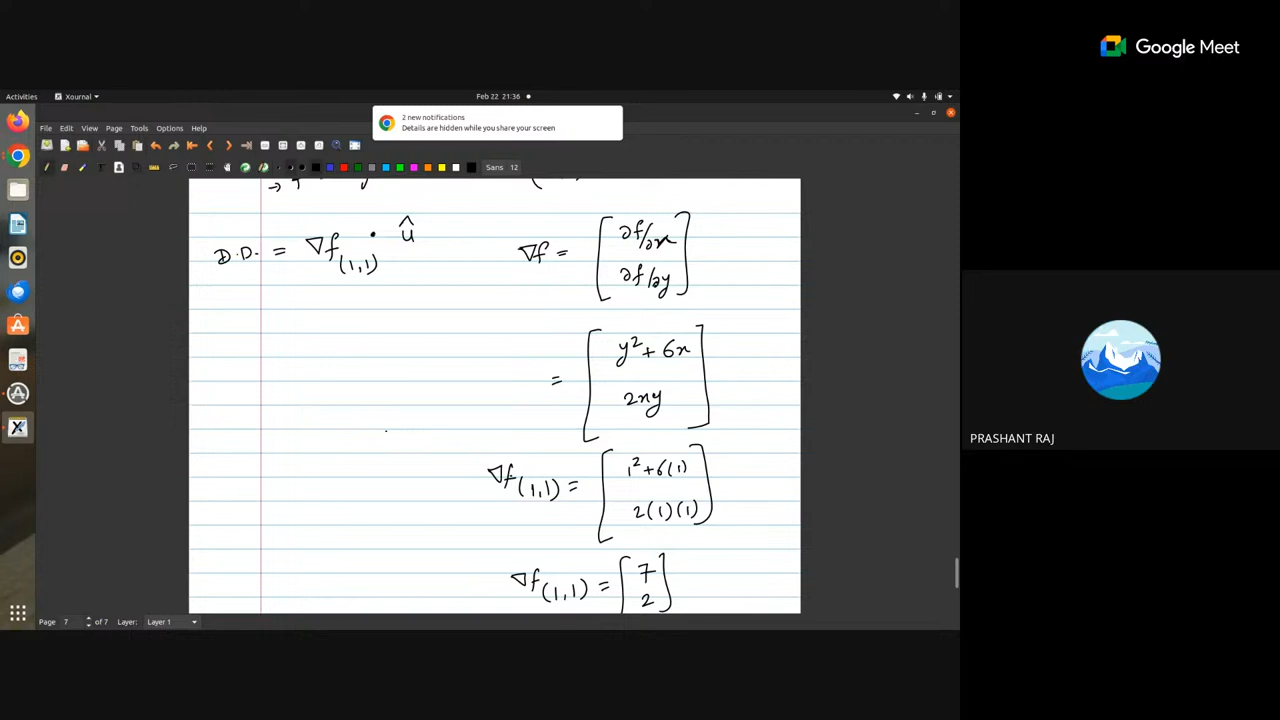 Google Meet
Activities Xournal Feb 22 21:36
2 new notifications
Details are hidden while you share your screen
File Edit View Page Tools Options Help
Sans 12
D.D. = ∇f(1,1) · û
∇f = [∂f/∂x
∂f/∂y]
= [y² + 6x
2xy]
∇f(1,1) = [1² + 6(1)
2(1)(1)]
∇f(1,1) = [7
2]
PRASHANT RAJ
Page 7 of 7 Layer: Layer 1